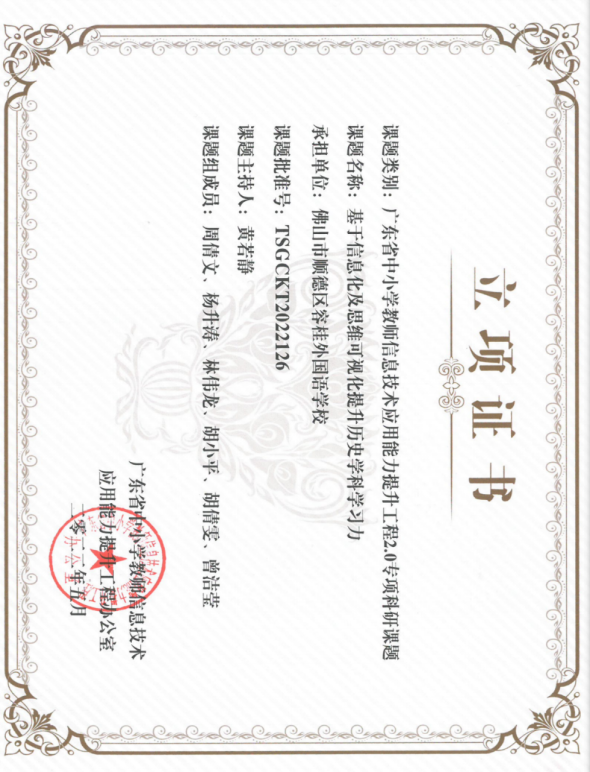 立项证书
课题类别：广东省中小学教师信息技术应用能力提升工程2.0专项科研课题
课题名称：基于信息化及思维可视化提升历史学科学习力
承担单位：佛山市顺德区容桂外国语学校
课题批准号：TSGCKT2022126
课题主持人：黄若静
课题组成员：周倩文、杨升涛、林伟龙、胡小平、胡倩雯、曾洁莹
广东省中小学教师信息技术
应用能力提升工程办公室
二零二二年五月